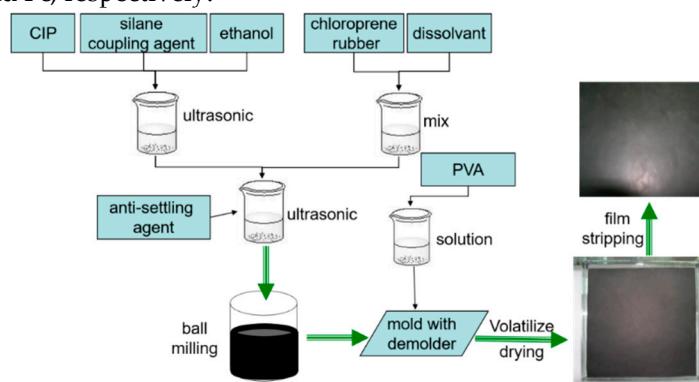 CIP
silane
coupling agent
ethanol
chloroprene
rubber
dissolvant
ultrasonic
mix
PVA
anti-settling
agent
ultrasonic
solution
film
stripping
ball
milling
mold with
demolder
Volatilize
drying